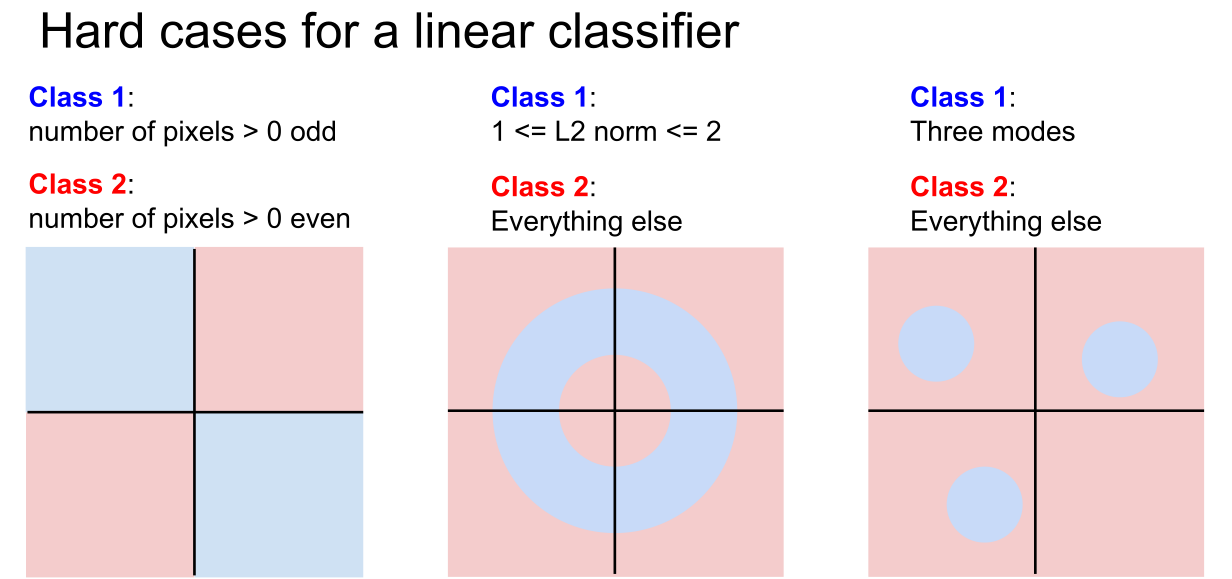 Hard cases for a linear classifier
Class 1:
number of pixels > 0 odd
Class 2:
number of pixels > 0 even
Class 1:
1 <= L2 norm <= 2
Class 2:
Everything else
Class 1:
Three modes
Class 2:
Everything else